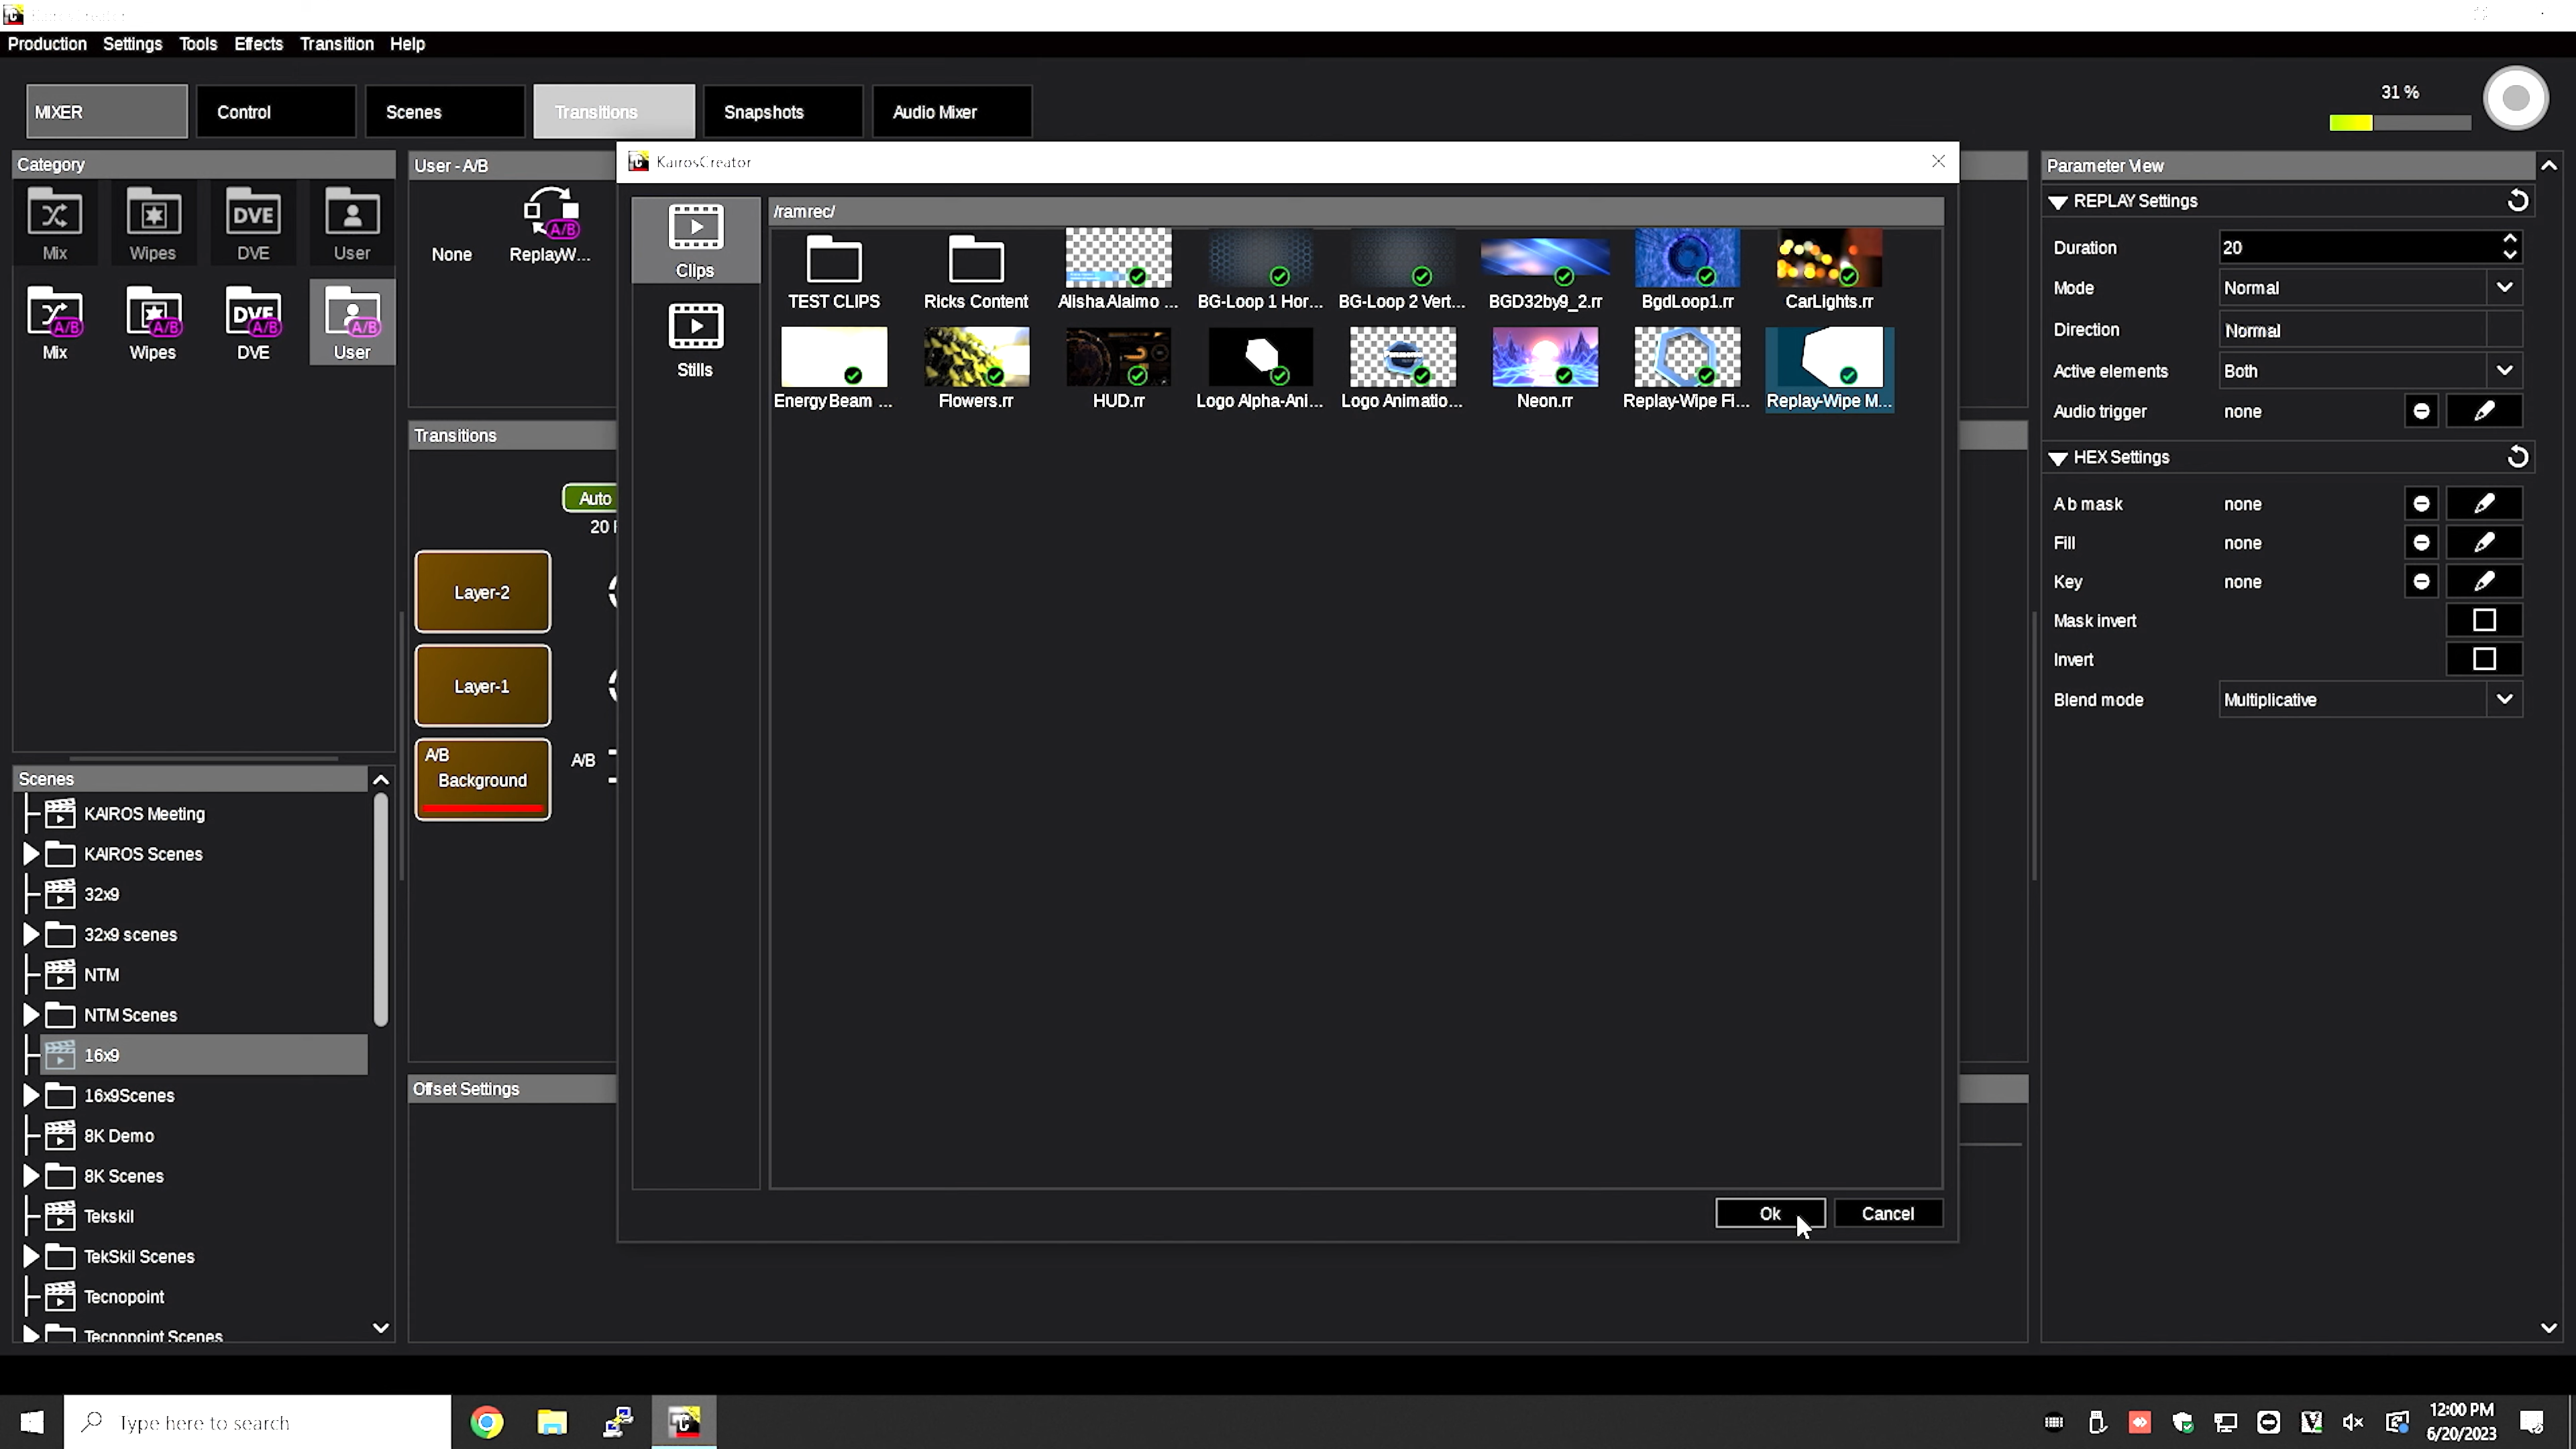 Production Settings Tools Effects Transition Help
MIXER
Control
Scenes
Transitions
Snapshots
Audio Mixer
31 %
Category
Mix
Wipes
DVE
DVE
User
A/B
Mix
A/B
Wipes
DVE
A/B
DVE
A/B
User
User - A/B
None
A/B
ReplayW...
Transitions
Auto
20 F
Layer-2
Layer-1
A/B
Background
A/B
Offset Settings
Scenes
KAIROS Meeting
KAIROS Scenes
32x9
32x9 scenes
NTM
NTM Scenes
16x9
16x9Scenes
8K Demo
8K Scenes
Tekskil
TekSkil Scenes
Tecnopoint
Tecnopoint Scenes
KairosCreator
Clips
Stills
/ramrec/
TEST CLIPS
Ricks Content
Alisha Alaimo ...
BG-Loop 1 Hor...
BG-Loop 2 Vert...
BGD32by9_2.rr
BgdLoop1.rr
CarLights.rr
Energy Beam ...
Flowers.rr
HUD.rr
Logo Alpha-Ani...
Logo Animatio...
Neon.rr
Replay-Wipe Fi...
Replay-Wipe M...
Ok
Cancel
Parameter View
REPLAY Settings
Duration 20
Mode Normal
Direction Normal
Active elements Both
Audio trigger none
HEX Settings
A b mask none
Fill none
Key none
Mask invert
Invert
Blend mode Multiplicative
Type here to search
12:00 PM
6/20/2023